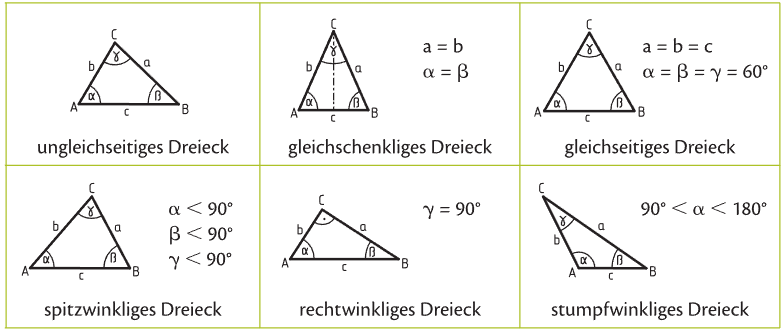 C
b
γ
a
α
β
A
c
B
ungleichseitiges Dreieck
C
γ
b
a
α
β
A
c
B
a = b
α = β
gleichschenkliges Dreieck
C
γ
b
a
α
β
A
c
B
a = b = c
α = β = γ = 60°
gleichseitiges Dreieck
C
γ
b
a
α
β
A
c
B
α < 90°
β < 90°
γ < 90°
spitzwinkliges Dreieck
C
b
a
α
β
A
c
B
γ = 90°
rechtwinkliges Dreieck
C
γ
a
b
α
β
A
c
B
90° < α < 180°
stumpfwinkliges Dreieck